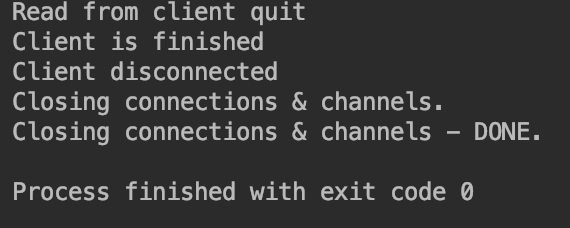 Read from client quit
Client is finished
Client disconnected
Closing connections & channels.
Closing connections & channels – DONE.
Process finished with exit code 0